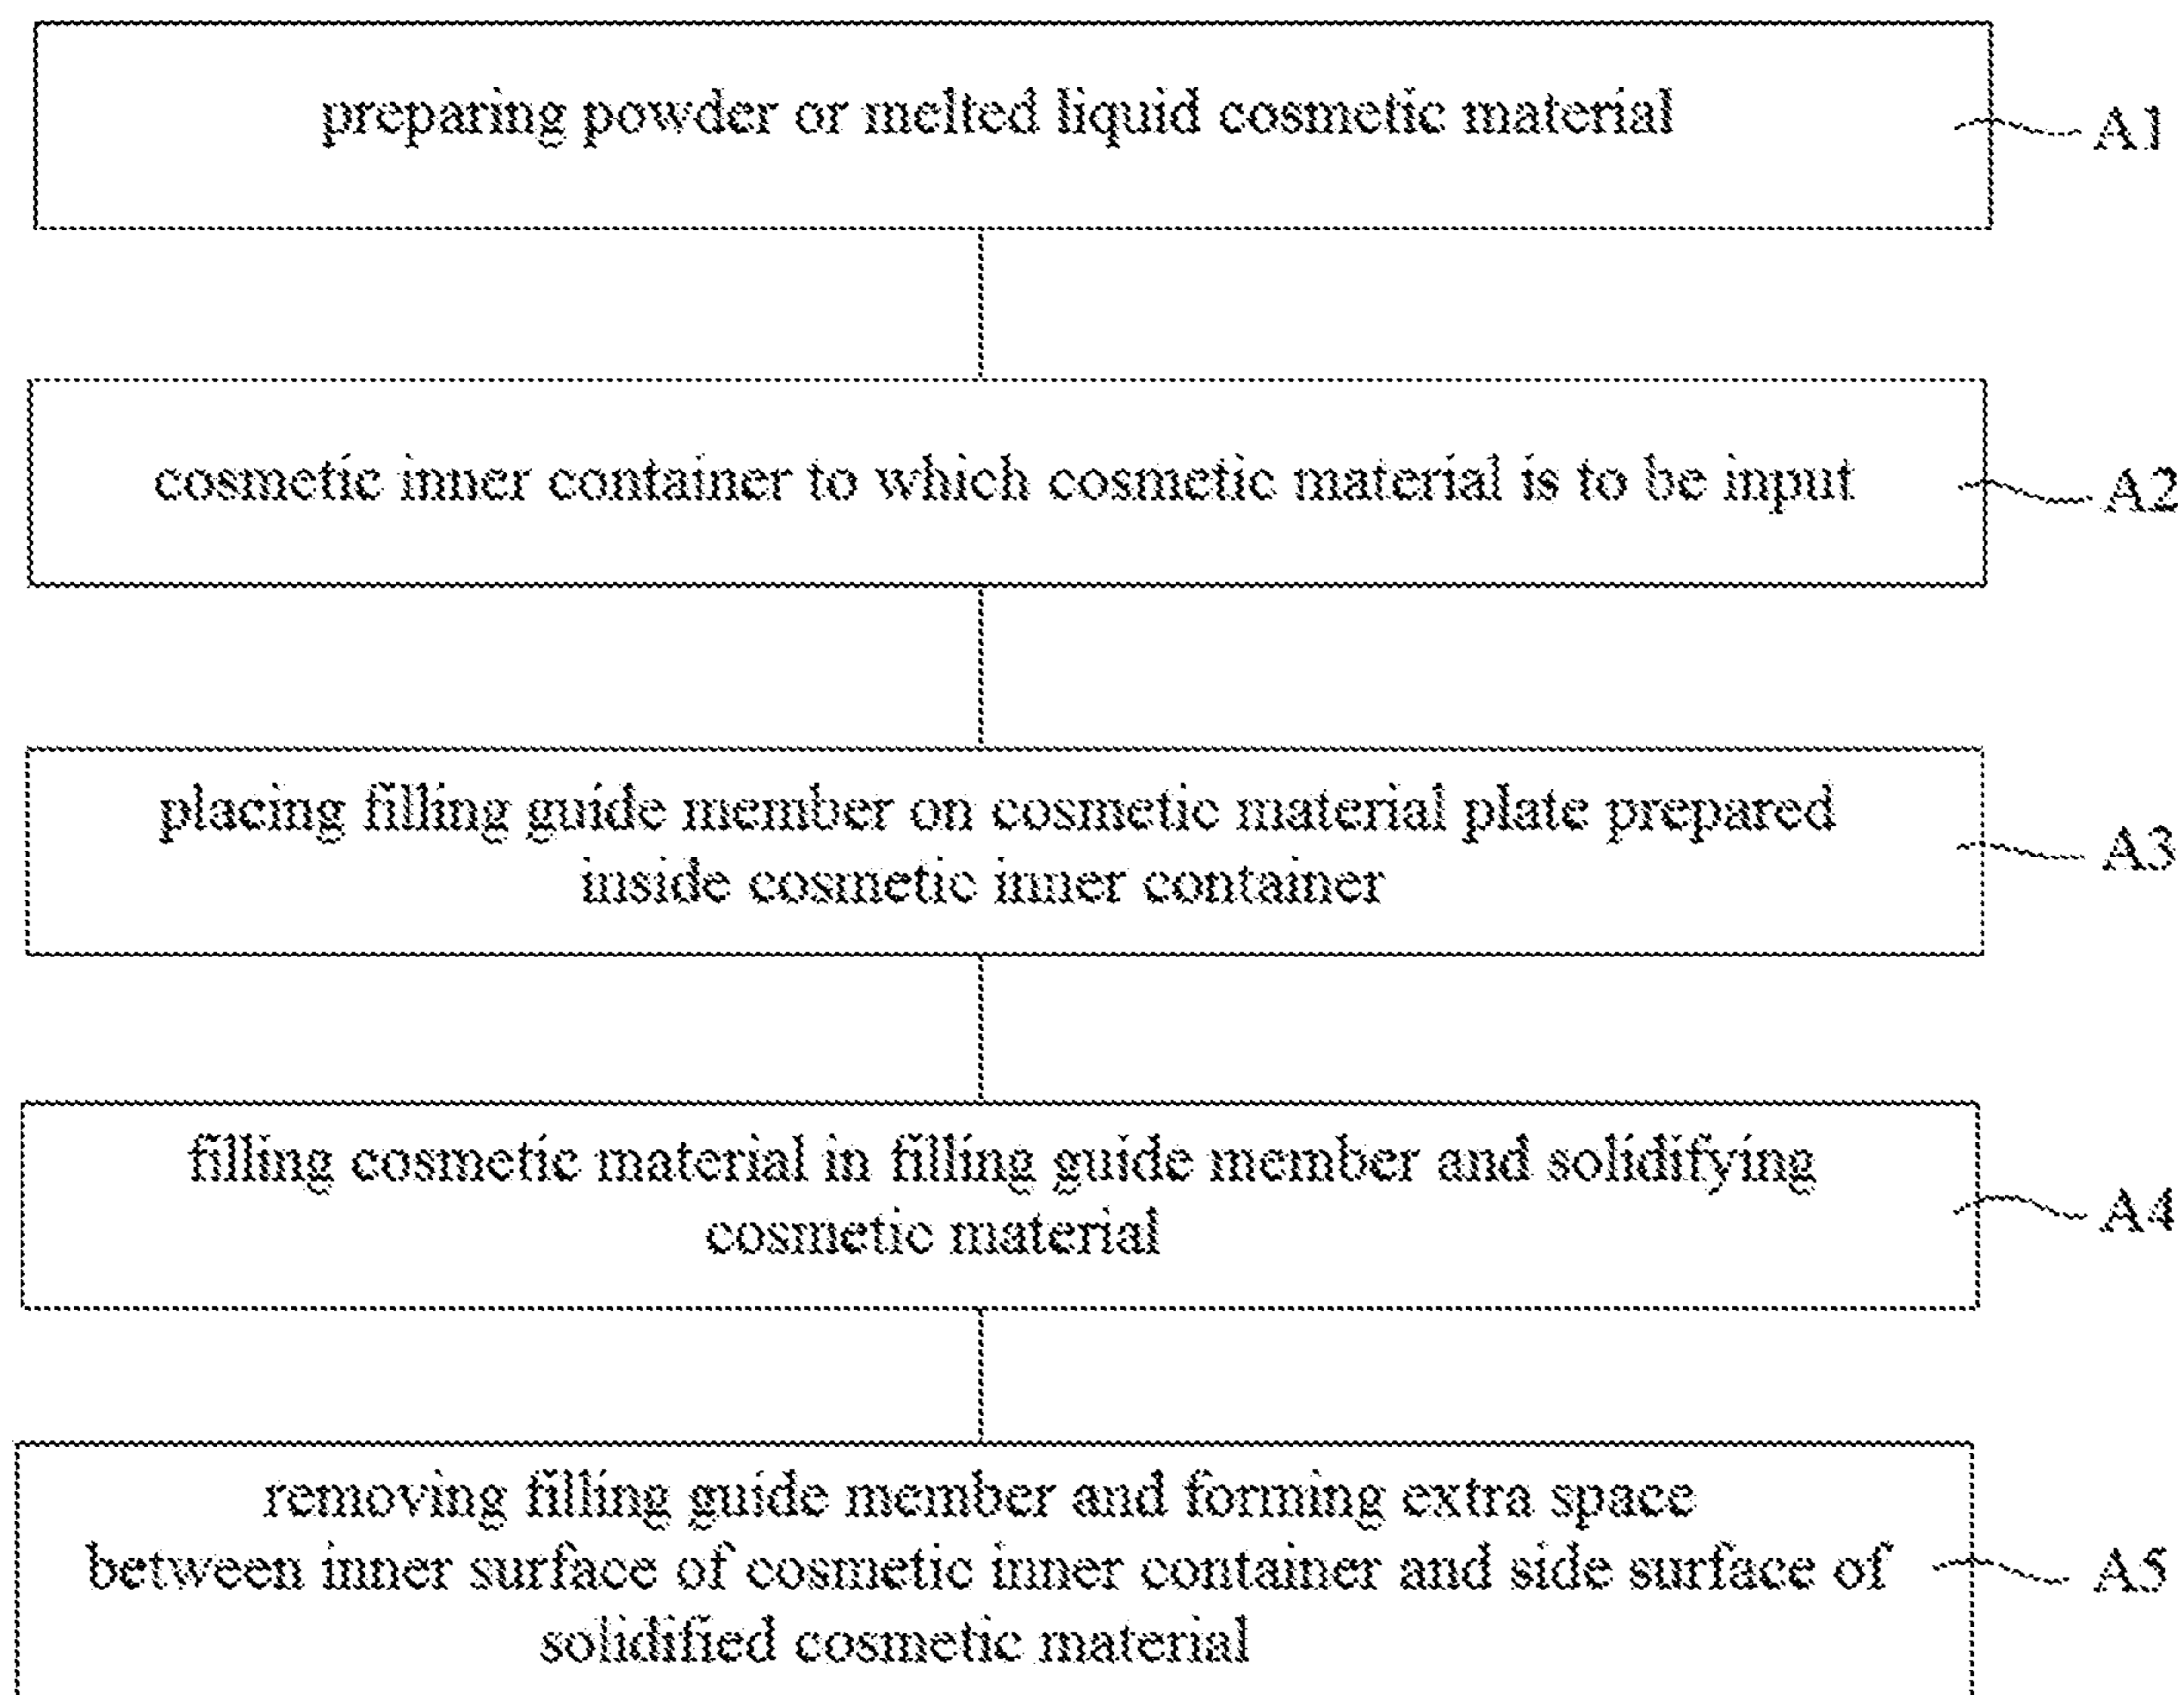 preparing powder or melted liquid cosmetic material
A1
cosmetic inner container to which cosmetic material is to be input
A2
placing filling guide member on cosmetic material plate prepared
inside cosmetic inner container
A3
filling cosmetic material in filling guide member and solidifying
cosmetic material
A4
removing filling guide member and forming extra space
between inner surface of cosmetic inner container and side surface of
solidified cosmetic material
A5